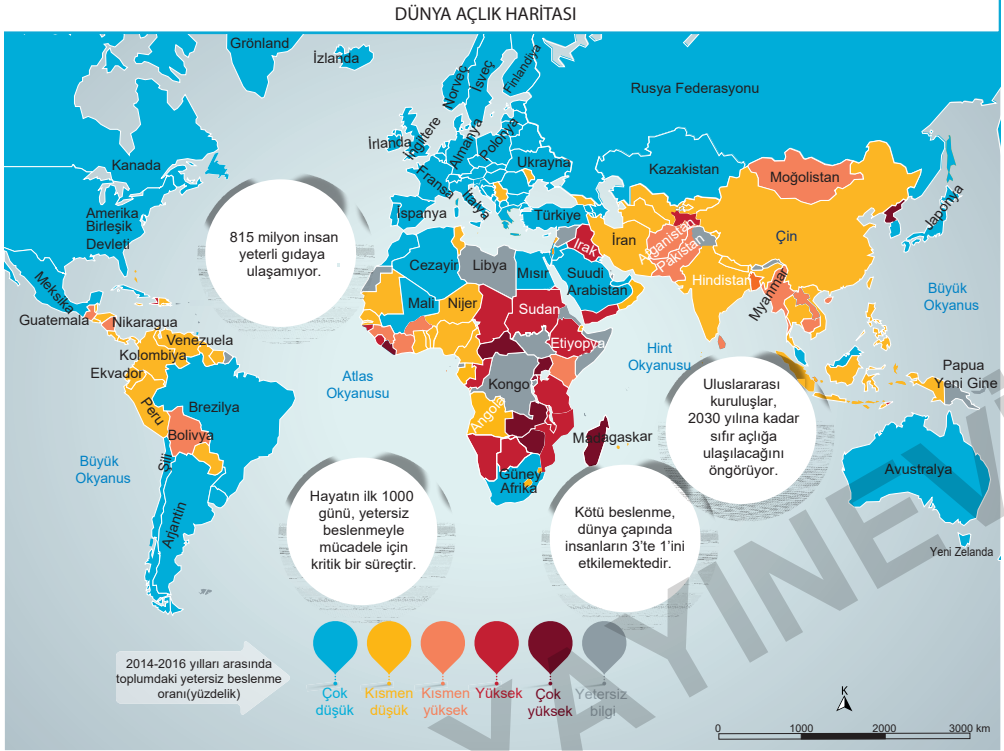 DÜNYA AÇLIK HARİTASI
Grönland
İzlanda
Norveç
İsveç
Finlandiya
Rusya Federasyonu
İrlanda
İngiltere
Almanya
Polonya
Ukrayna
Kazakistan
Moğolistan
Kanada
Fransa
İtalya
İspanya
Türkiye
Japonya
Amerika
Birleşik
Devleti
815 milyon insan
yeterli gıdaya
ulaşamıyor.
Cezayir
Libya
Mısır
Suudi
Arabistan
Irak
İran
Afganistan
Pakistan
Çin
Hindistan
Myanmar
Büyük
Okyanus
Meksika
Guatemala
Nikaragua
Venezuela
Kolombiya
Ekvador
Mali
Nijer
Sudan
Etiyopya
Hint
Okyanusu
Papua
Yeni Gine
Atlas
Okyanusu
Kongo
Angola
Madagaskar
Uluslararası
kuruluşlar,
2030 yılına kadar
sıfır açlığa
ulaşılacağını
öngörüyor.
Peru
Brezilya
Bolivya
Şili
Arjantin
Büyük
Okyanus
Güney
Afrika
Avustralya
Yeni Zelanda
Hayatın ilk 1000
günü, yetersiz
beslenmeyle
mücadele için
kritik bir süreçtir.
Kötü beslenme,
dünya çapında
insanların 3'te 1'ini
etkilemektedir.
2014-2016 yılları arasında
toplumdaki yetersiz beslenme
oranı(yüzdelik)
Çok
düşük
Kısmen
düşük
Kısmen
yüksek
Yüksek
Çok
yüksek
Yetersiz
bilgi
K
0 1000 2000 3000 km
YAYINEVİ